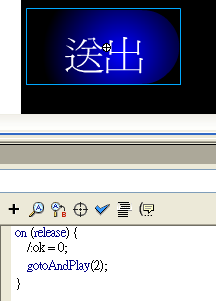 送出
on (release) {
/:ok = 0;
gotoAndPlay(2);
}